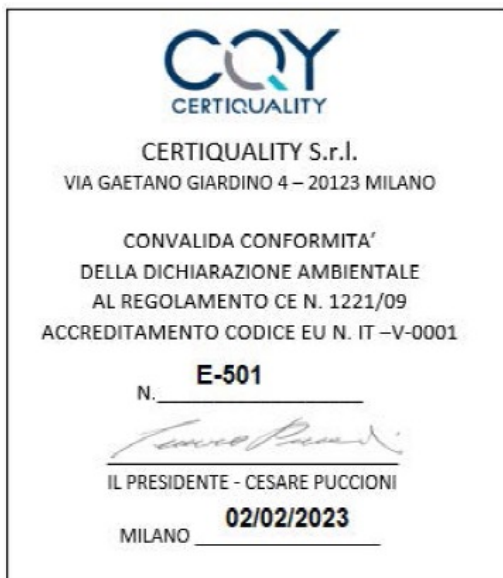 CQY
CERTIQUALITY
CERTIQUALITY S.r.l.
VIA GAETANO GIARDINO 4 – 20123 MILANO
CONVALIDA CONFORMITA’
DELLA DICHIARAZIONE AMBIENTALE
AL REGOLAMENTO CE N. 1221/09
ACCREDITAMENTO CODICE EU N. IT –V-0001
N. E-501
IL PRESIDENTE - CESARE PUCCIONI
MILANO 02/02/2023